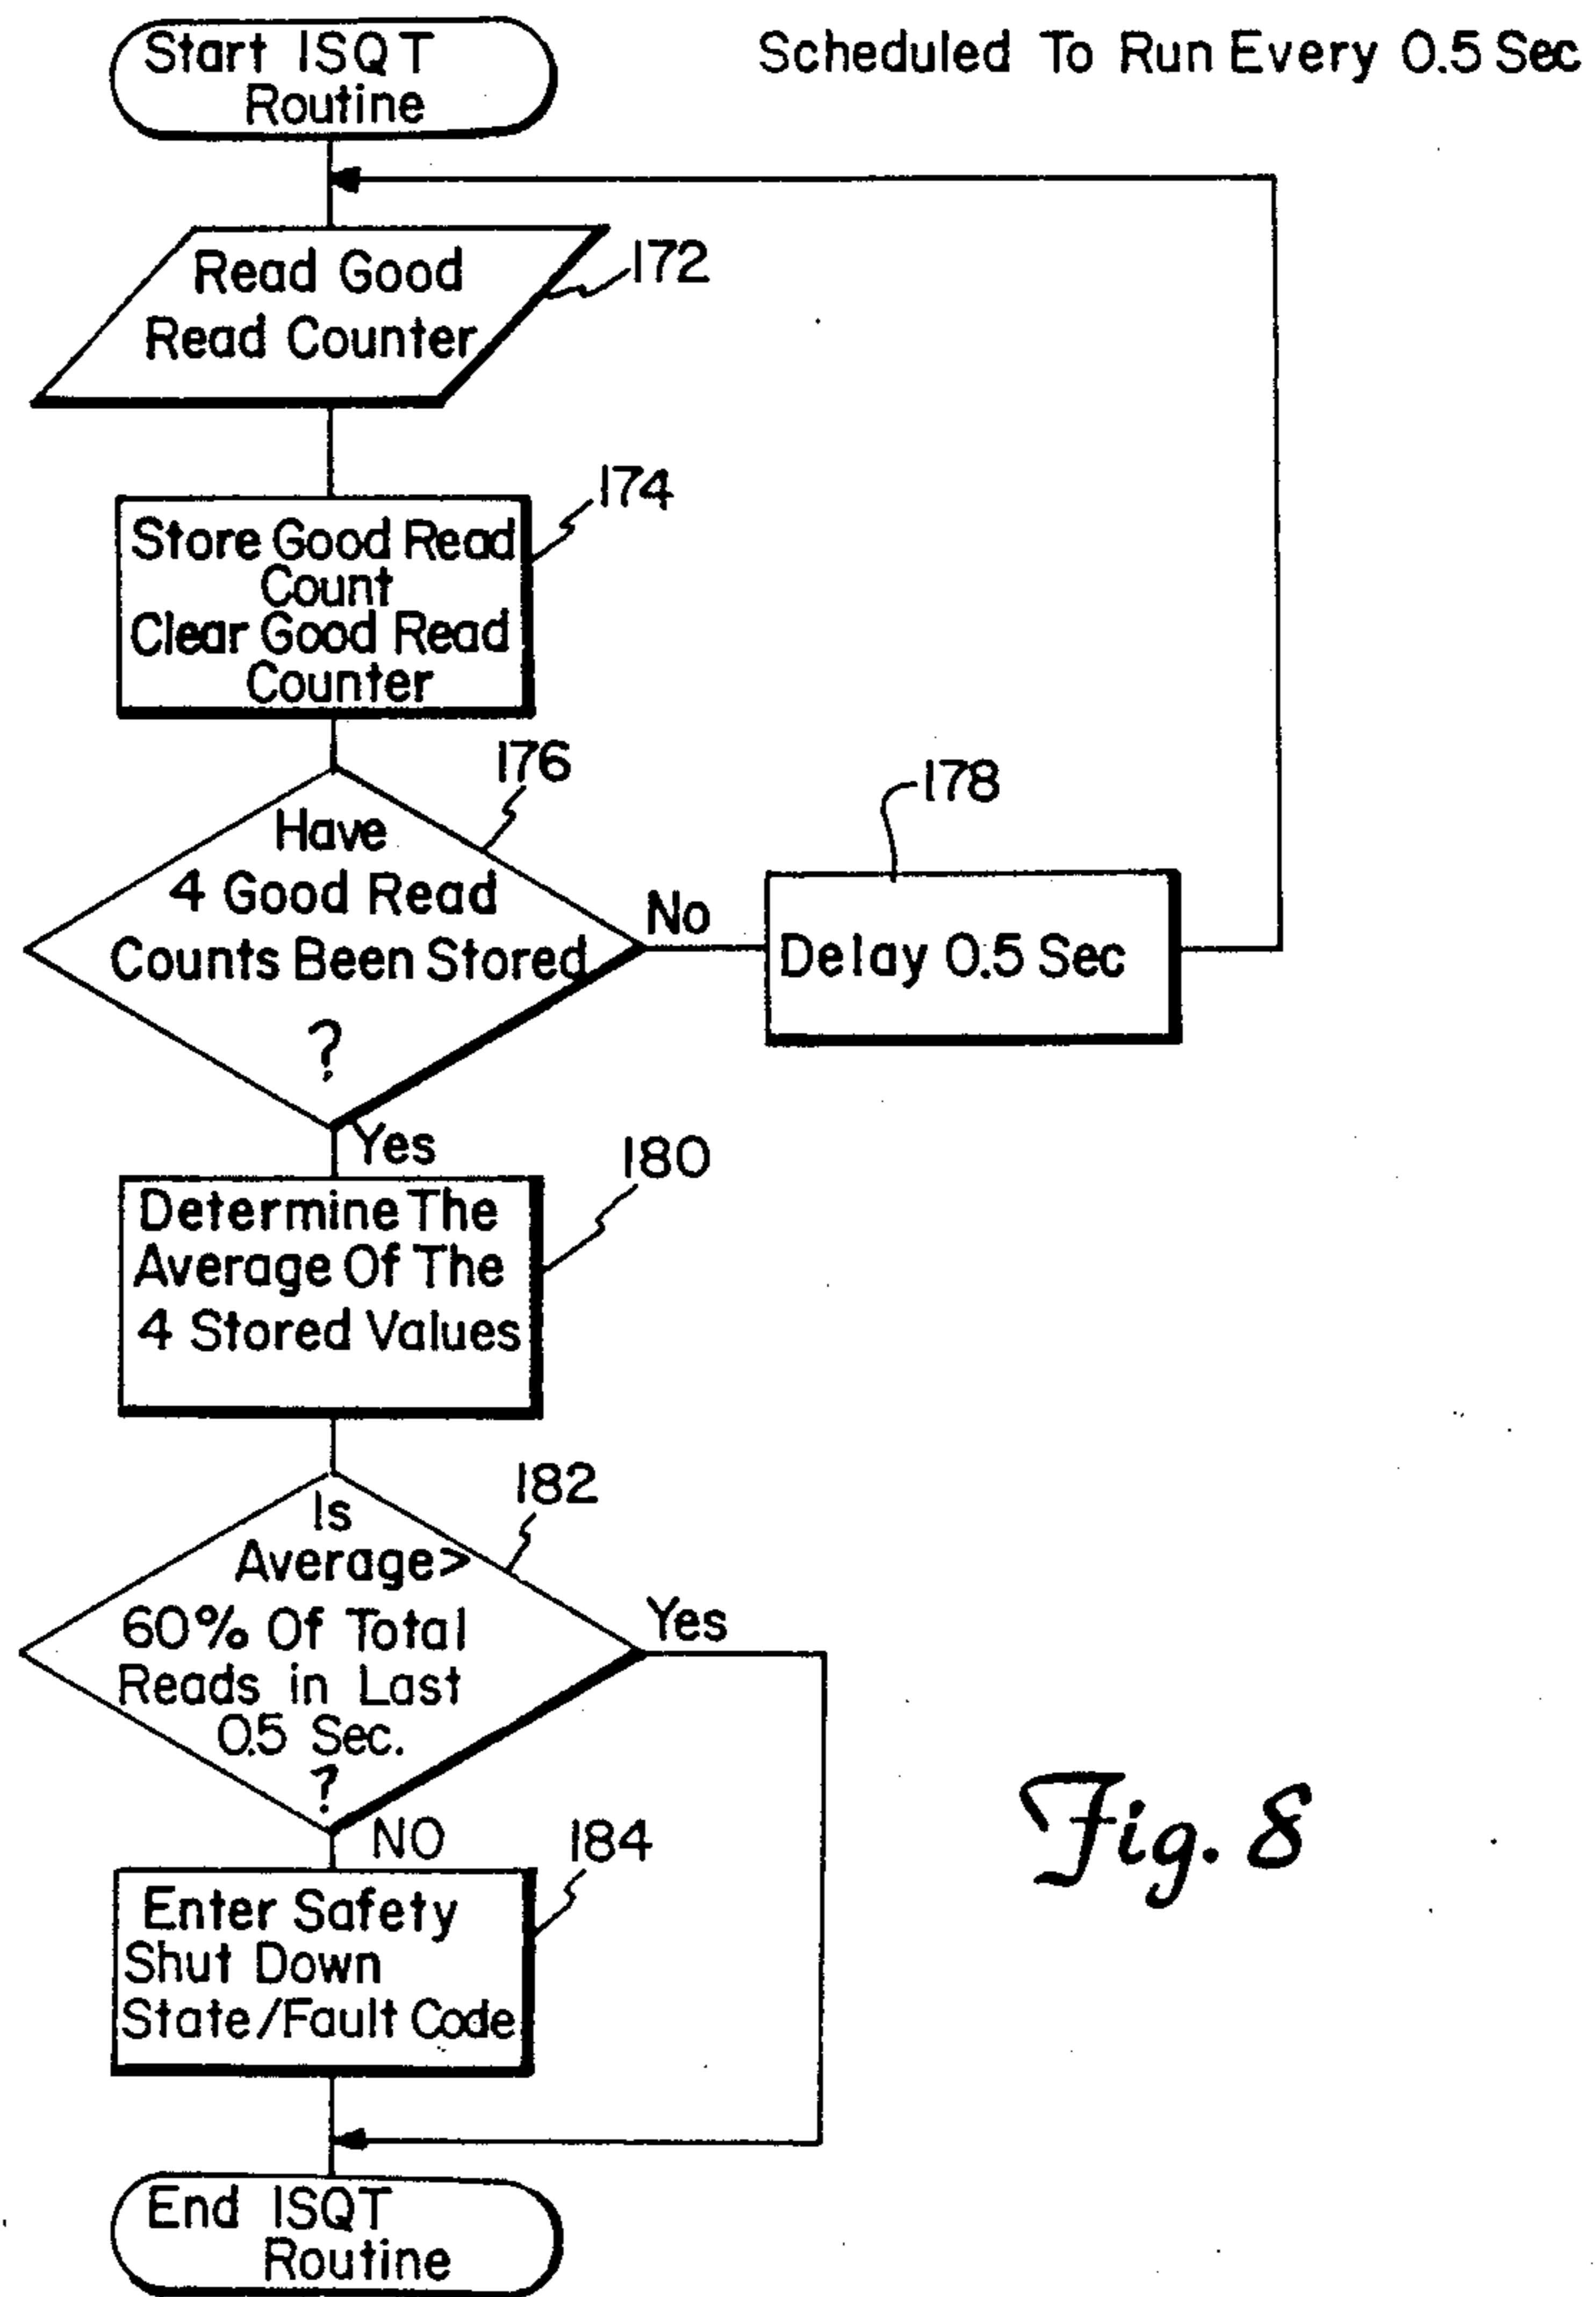 Start ISQT
Routine
Scheduled To Run Every 0.5 Sec
Read Good
Read Counter
172
Store Good Read
Count
Clear Good Read
Counter
174
Have
4 Good Read
Counts Been Stored
?
176
No
Delay 0.5 Sec
178
Yes
Determine The
Average Of The
4 Stored Values
180
Is
Average>
60% Of Total
Reads in Last
0.5 Sec.
?
182
Yes
NO
Enter Safety
Shut Down
State/Fault Code
184
End ISQT
Routine
Fig. 8